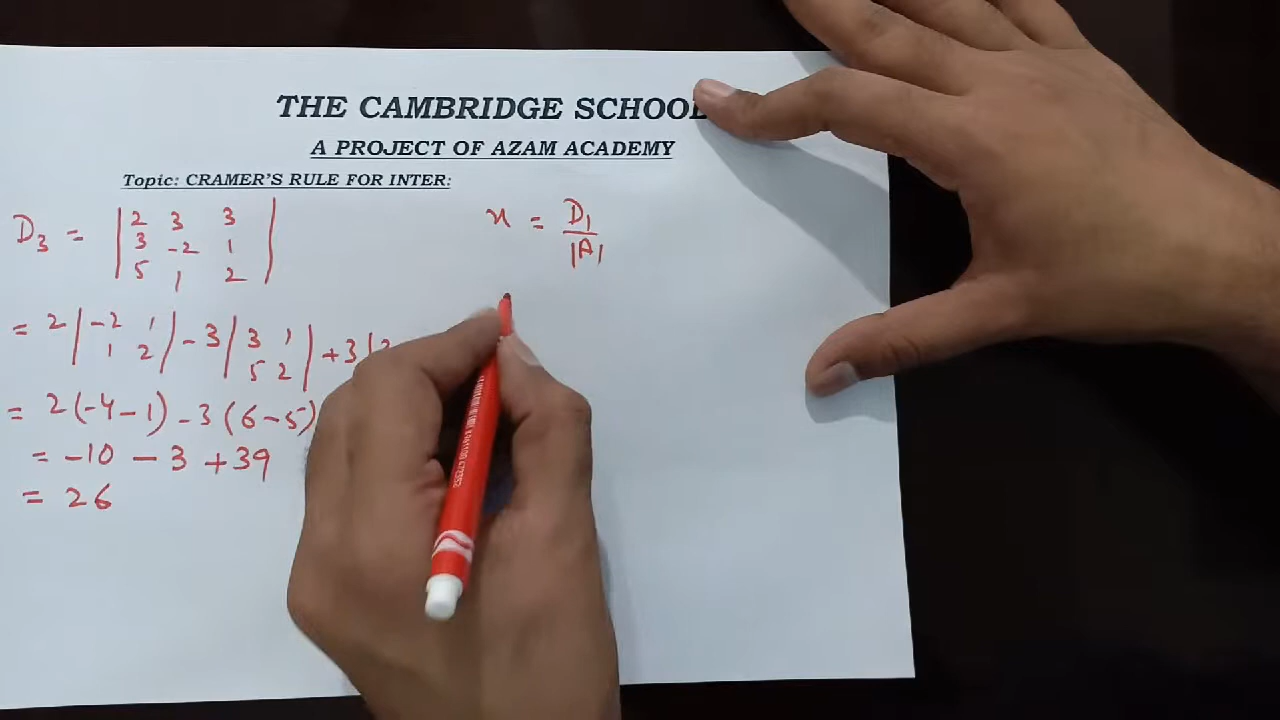 THE CAMBRIDGE SCHOOL
A PROJECT OF AZAM ACADEMY
Topic: CRAMER'S RULE FOR INTER:
D₃ = | 2 3 3 |
| 3 -2 1 |
| 5 1 2 |
= 2 | -2 1 | - 3 | 3 1 | + 3 |
| 1 2 | | 5 2 |
= 2(-4-1) - 3(6-5)
= -10 - 3 + 39
= 26
x = D₁
|A|